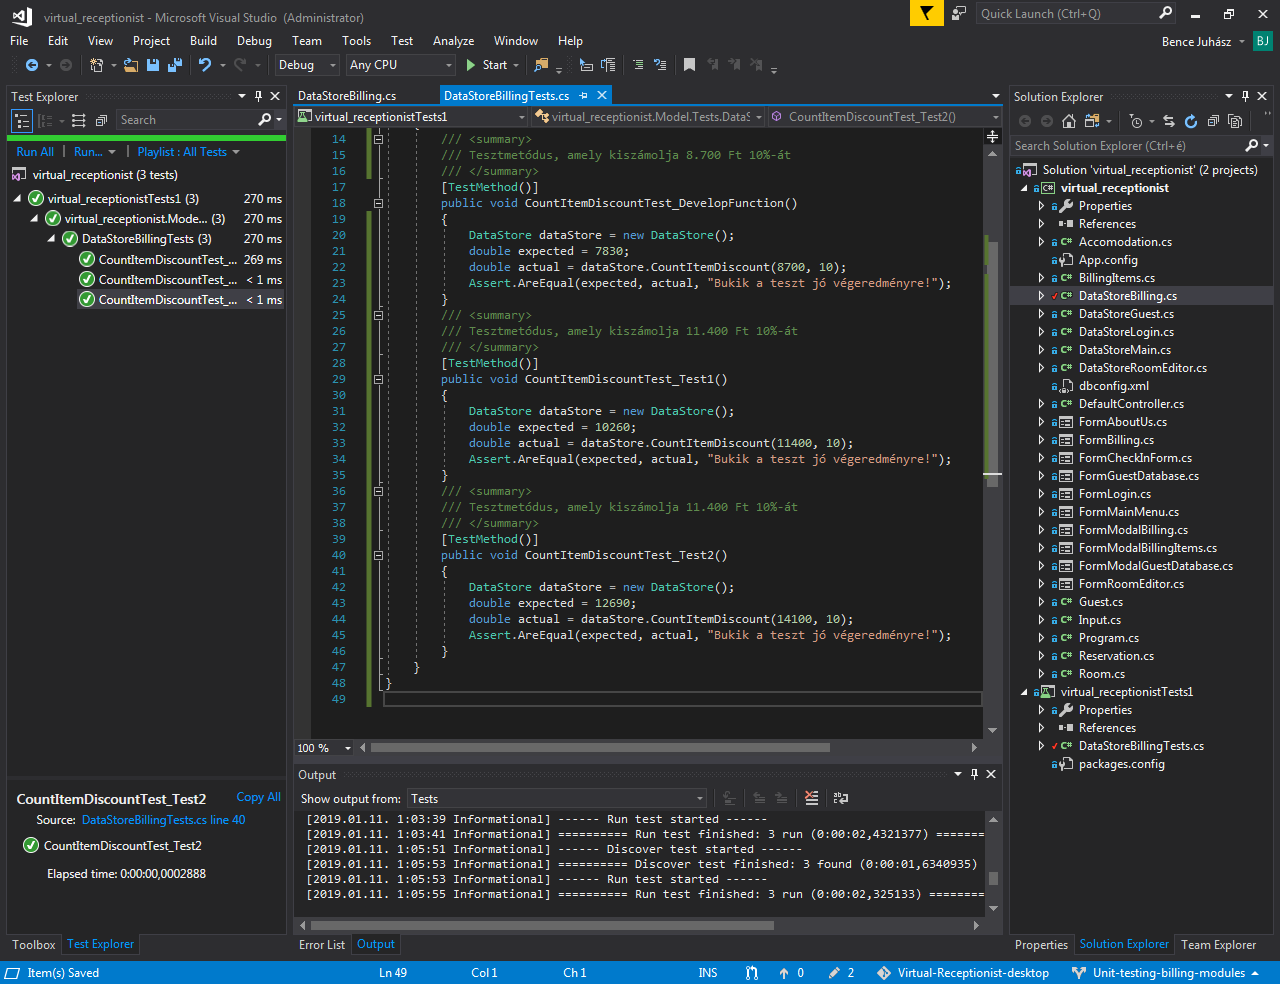 virtual_receptionist - Microsoft Visual Studio (Administrator)
Quick Launch (Ctrl+Q)
File Edit View Project Build Debug Team Tools Test Analyze Window Help
Bence Juhász BJ
Debug Any CPU Start
Test Explorer
Search
Run All | Run... | Playlist : All Tests
virtual_receptionist (3 tests)
virtual_receptionistTests1 (3) 270 ms
virtual_receptionist.Mode... (3) 270 ms
DataStoreBillingTests (3) 270 ms
CountItemDiscountTest_... 269 ms
CountItemDiscountTest_... < 1 ms
CountItemDiscountTest_... < 1 ms
CountItemDiscountTest_Test2 Copy All
Source: DataStoreBillingTests.cs line 40
CountItemDiscountTest_Test2
Elapsed time: 0:00:00,0002888
Toolbox Test Explorer
DataStoreBilling.cs DataStoreBillingTests.cs
virtual_receptionistTests1 virtual_receptionist.Model.Tests.DataS CountItemDiscountTest_Test2()
14 /// <summary>
15 /// Tesztmetódus, amely kiszámolja 8.700 Ft 10%-át
16 /// </summary>
17 [TestMethod()]
18 public void CountItemDiscountTest_DevelopFunction()
19 {
20 DataStore dataStore = new DataStore();
21 double expected = 7830;
22 double actual = dataStore.CountItemDiscount(8700, 10);
23 Assert.AreEqual(expected, actual, "Bukik a teszt jó végeredményre!");
24 }
25 /// <summary>
26 /// Tesztmetódus, amely kiszámolja 11.400 Ft 10%-át
27 /// </summary>
28 [TestMethod()]
29 public void CountItemDiscountTest_Test1()
30 {
31 DataStore dataStore = new DataStore();
32 double expected = 10260;
33 double actual = dataStore.CountItemDiscount(11400, 10);
34 Assert.AreEqual(expected, actual, "Bukik a teszt jó végeredményre!");
35 }
36 /// <summary>
37 /// Tesztmetódus, amely kiszámolja 11.400 Ft 10%-át
38 /// </summary>
39 [TestMethod()]
40 public void CountItemDiscountTest_Test2()
41 {
42 DataStore dataStore = new DataStore();
43 double expected = 12690;
44 double actual = dataStore.CountItemDiscount(14100, 10);
45 Assert.AreEqual(expected, actual, "Bukik a teszt jó végeredményre!");
46 }
47 }
48 }
49
100 %
Output
Show output from: Tests
[2019.01.11. 1:03:39 Informational] ------ Run test started ------
[2019.01.11. 1:03:41 Informational] ========== Run test finished: 3 run (0:00:02,4321377) =======
[2019.01.11. 1:05:51 Informational] ------ Discover test started ------
[2019.01.11. 1:05:53 Informational] ========== Discover test finished: 3 found (0:00:01,6340935)
[2019.01.11. 1:05:53 Informational] ------ Run test started ------
[2019.01.11. 1:05:55 Informational] ========== Run test finished: 3 run (0:00:02,325133) ========
Error List Output
Solution Explorer
Search Solution Explorer (Ctrl+é)
Solution 'virtual_receptionist' (2 projects)
virtual_receptionist
Properties
References
Accomodation.cs
App.config
BillingItems.cs
DataStoreBilling.cs
DataStoreGuest.cs
DataStoreLogin.cs
DataStoreMain.cs
DataStoreRoomEditor.cs
dbconfig.xml
DefaultController.cs
FormAboutUs.cs
FormBilling.cs
FormCheckInForm.cs
FormGuestDatabase.cs
FormLogin.cs
FormMainMenu.cs
FormModalBilling.cs
FormModalBillingItems.cs
FormModalGuestDatabase.cs
FormRoomEditor.cs
Guest.cs
Input.cs
Program.cs
Reservation.cs
Room.cs
virtual_receptionistTests1
Properties
References
DataStoreBillingTests.cs
packages.config
Properties Solution Explorer Team Explorer
Item(s) Saved Ln 49 Col 1 Ch 1 INS 0 2 Virtual-Receptionist-desktop Unit-testing-billing-modules